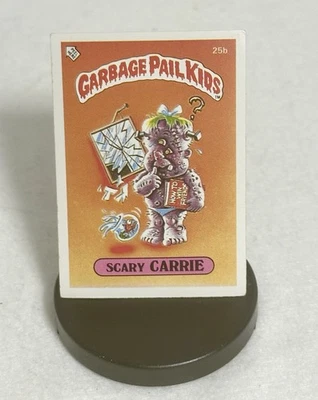 25b
GARBAGE PAIL KIDS
?
SCARY CARRIE